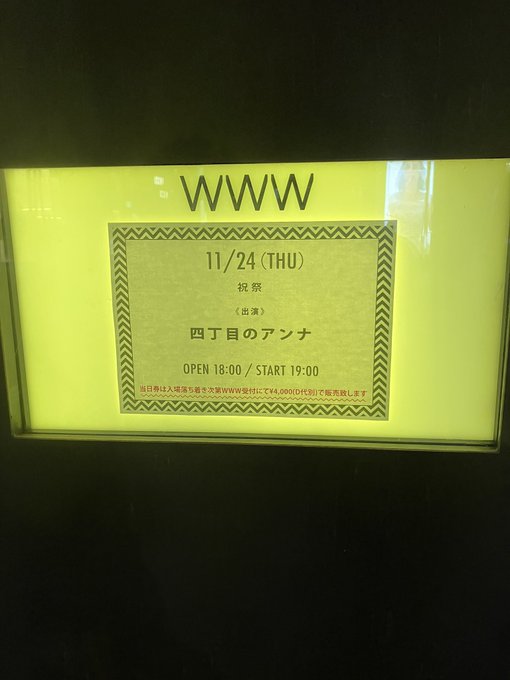 WWW
11/24(THU)
祝祭
《出演》
四丁目のアンナ
OPEN 18:00 / START 19:00
当日券は入場落ち着き次第WWW受付にて¥4,000(D代別)で販売致します